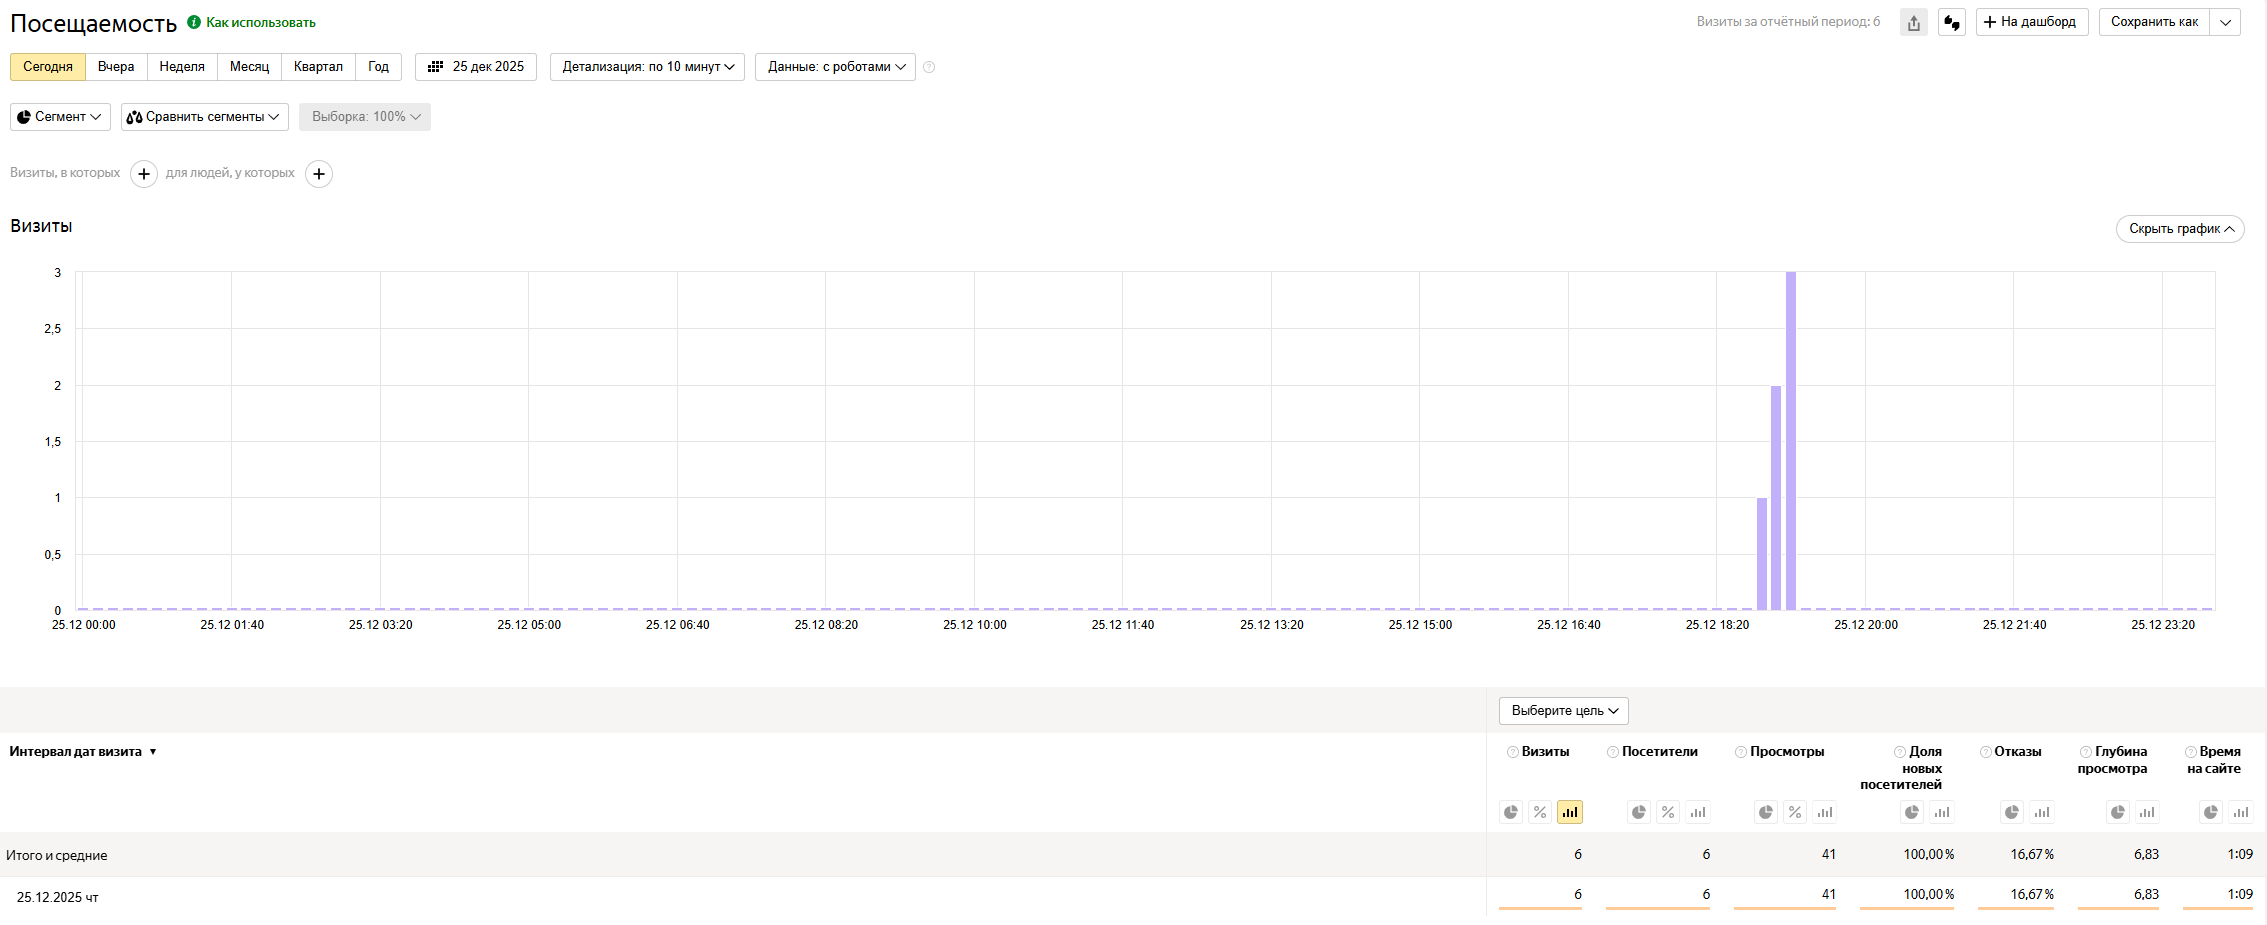 Посещаемость Как использовать
Визиты за отчётный период: 6 На дашборд Сохранить как
Сегодня Вчера Неделя Месяц Квартал Год 25 дек 2025 Детализация: по 10 минут Данные: с роботами
Сегмент Сравнить сегменты Выборка: 100%
Визиты, в которых + для людей, у которых +
Визиты Скрыть график
3
2,5
2
1,5
1
0,5
0
25.12 00:00 25.12 01:40 25.12 03:20 25.12 05:00 25.12 06:40 25.12 08:20 25.12 10:00 25.12 11:40 25.12 13:20 25.12 15:00 25.12 16:40 25.12 18:20 25.12 20:00 25.12 21:40 25.12 23:20
Выберите цель
Интервал дат визита ▼ Визиты Посетители Просмотры Доля новых посетителей Отказы Глубина просмотра Время на сайте
% % %
Итого и средние 6 6 41 100,00 % 16,67 % 6,83 1:09
25.12.2025 чт 6 6 41 100,00 % 16,67 % 6,83 1:09